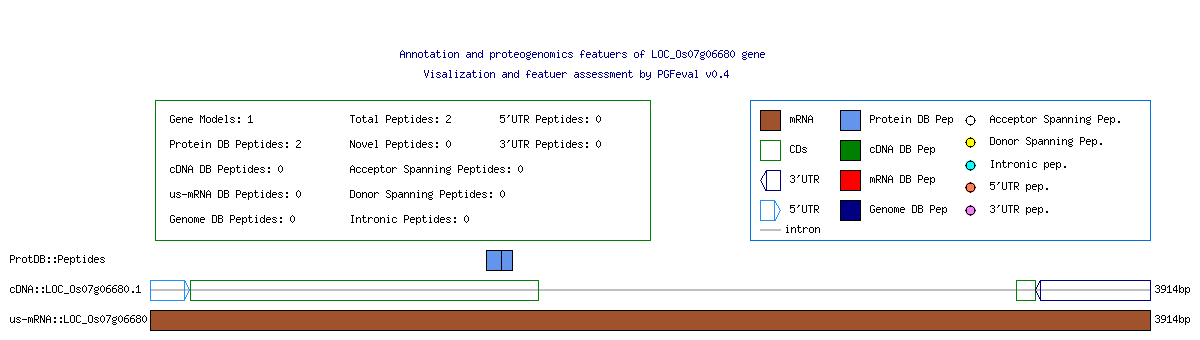 Annotation and proteogenomics featuers of LOC_Os07g06680 gene
Visalization and featuer assessment by PGFeval v0.4
Gene Models: 1
Total Peptides: 2
5'UTR Peptides: 0
Protein DB Peptides: 2
Novel Peptides: 0
3'UTR Peptides: 0
cDNA DB Peptides: 0
Acceptor Spanning Peptides: 0
us-mRNA DB Peptides: 0
Donor Spanning Peptides: 0
Genome DB Peptides: 0
Intronic Peptides: 0
mRNA
Protein DB Pep
Acceptor Spanning Pep.
CDs
cDNA DB Pep
Donor Spanning Pep.
3'UTR
mRNA DB Pep
Intronic pep.
5'UTR
Genome DB Pep
5'UTR pep.
3'UTR pep.
intron
ProtDB::Peptides
cDNA::LOC_Os07g06680.1
3914bp
us-mRNA::LOC_Os07g06680
3914bp